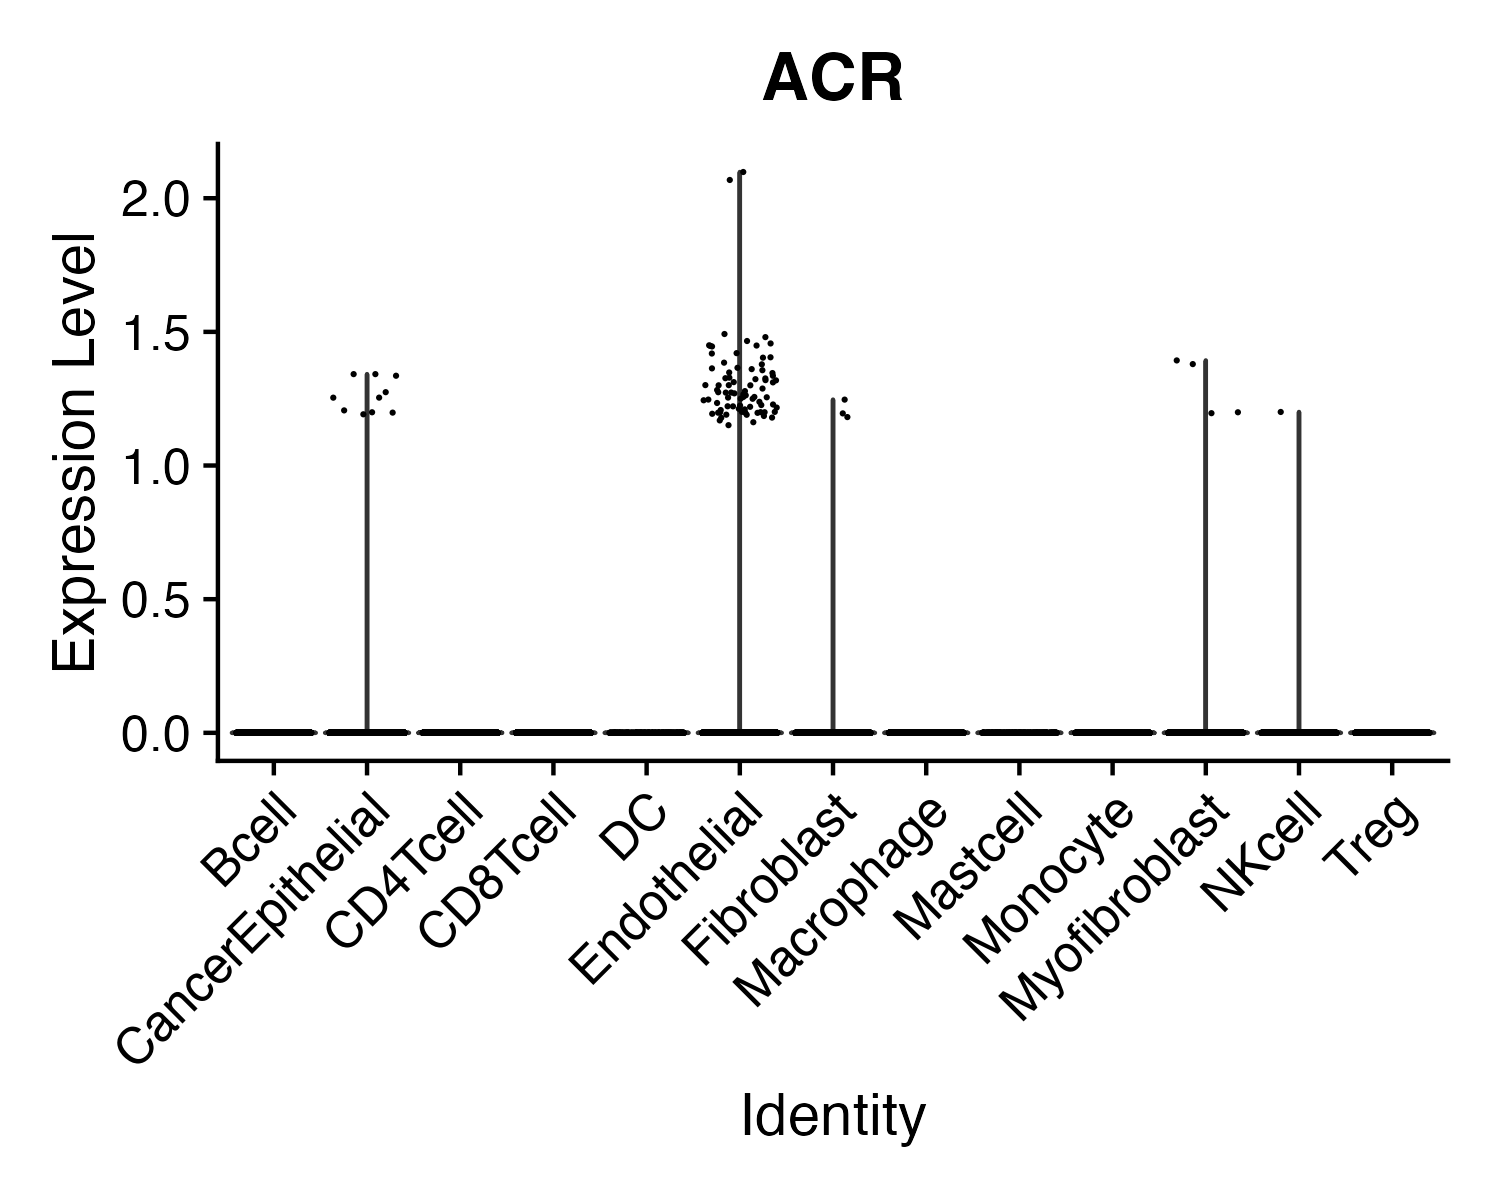 ACR
Expression Level
2.0
1.5
1.0
0.5
0.0
Bcell
CancerEpithelial
CD4Tcell
CD8Tcell
DC
Endothelial
Fibroblast
Macrophage
Mastcell
Monocyte
Myofibroblast
NKcell
Treg
Identity